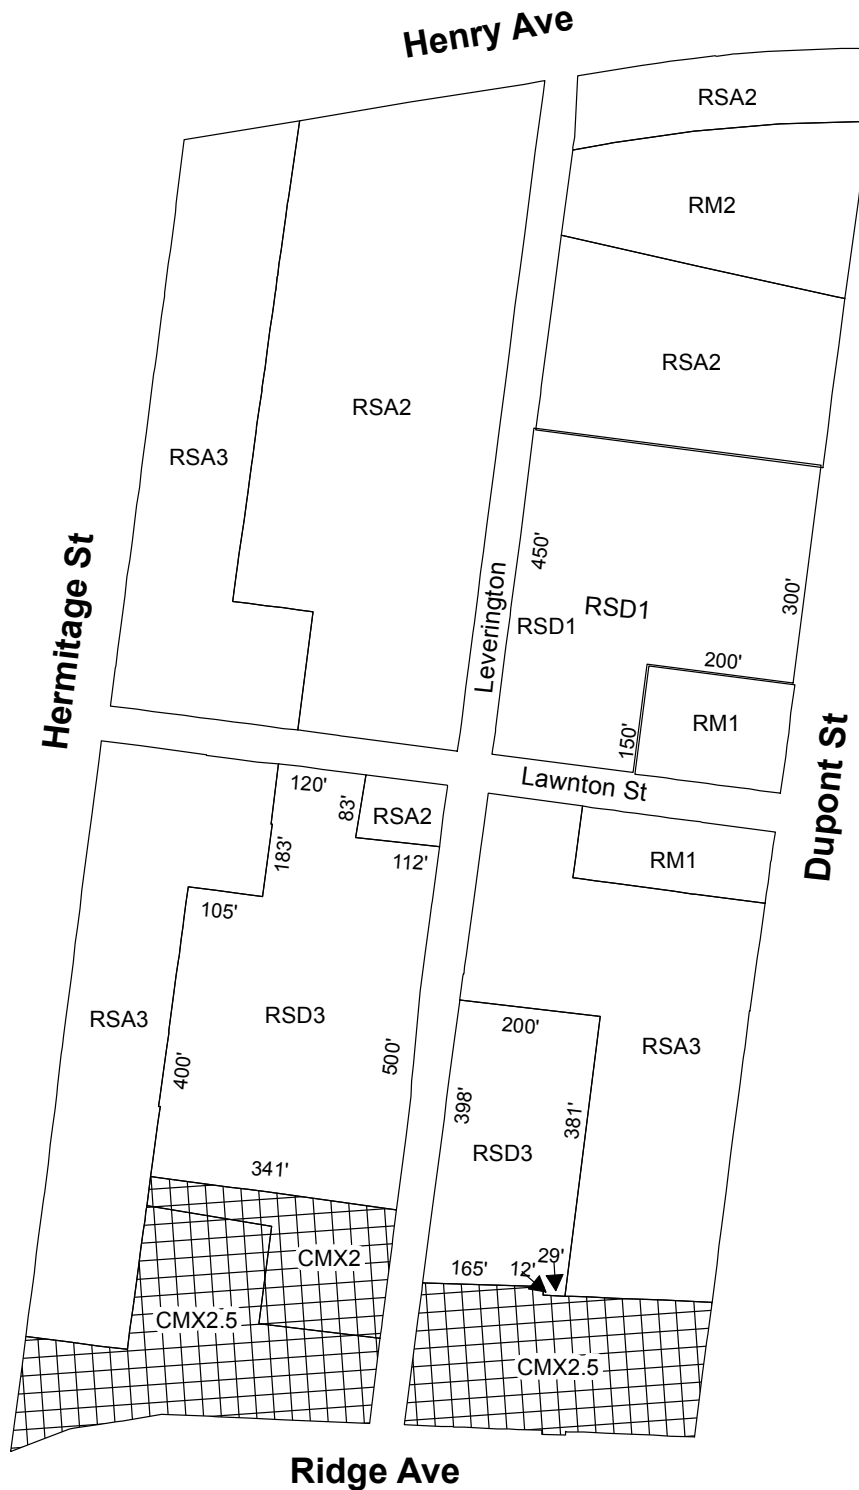 Henry Ave
RSA2
RM2
RSA2
RSA2
RSA3
450'
300'
RSD1
RSD1
Leverington
200'
RM1
150'
Hermitage St
Lawnton St
Dupont St
120'
83'
RSA2
183'
112'
RM1
105'
RSA3
RSD3
200'
RSA3
400'
500'
398'
381'
RSD3
341'
CMX2
165'
12'
29'
CMX2.5
CMX2.5
Ridge Ave